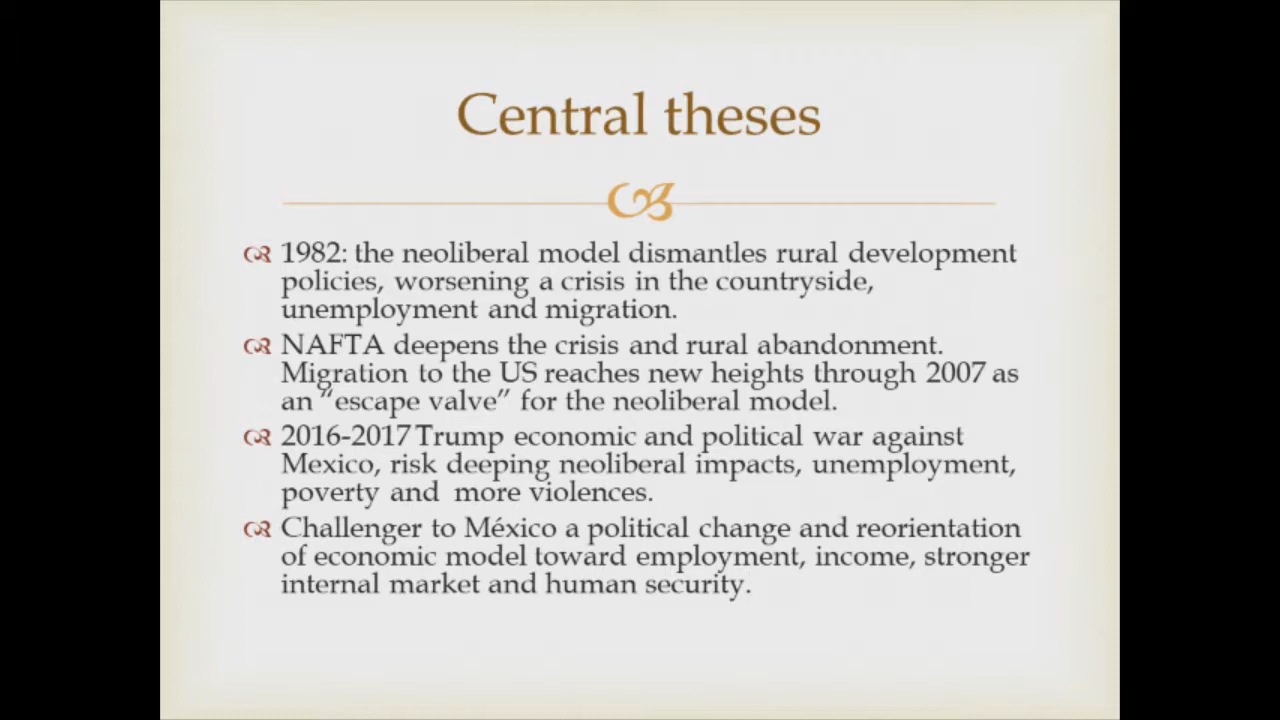 Central theses
1982: the neoliberal model dismantles rural development
policies, worsening a crisis in the countryside,
unemployment and migration.
NAFTA deepens the crisis and rural abandonment.
Migration to the US reaches new heights through 2007 as
an “escape valve” for the neoliberal model.
2016-2017 Trump economic and political war against
Mexico, risk deeping neoliberal impacts, unemployment,
poverty and more violences.
Challenger to México a political change and reorientation
of economic model toward employment, income, stronger
internal market and human security.